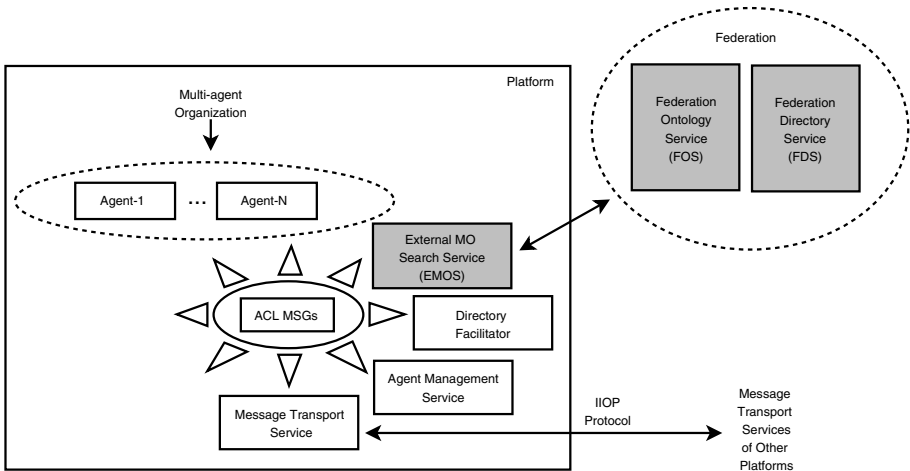 Federation
Platform
Multi-agent
Organization
Federation
Ontology
Service
(FOS)
Federation
Directory
Service
(FDS)
Agent-1
...
Agent-N
External MO
Search Service
(EMOS)
ACL MSGs
Directory
Facilitator
Agent Management
Service
Message Transport
Service
IIOP
Protocol
Message
Transport
Services
of Other
Platforms